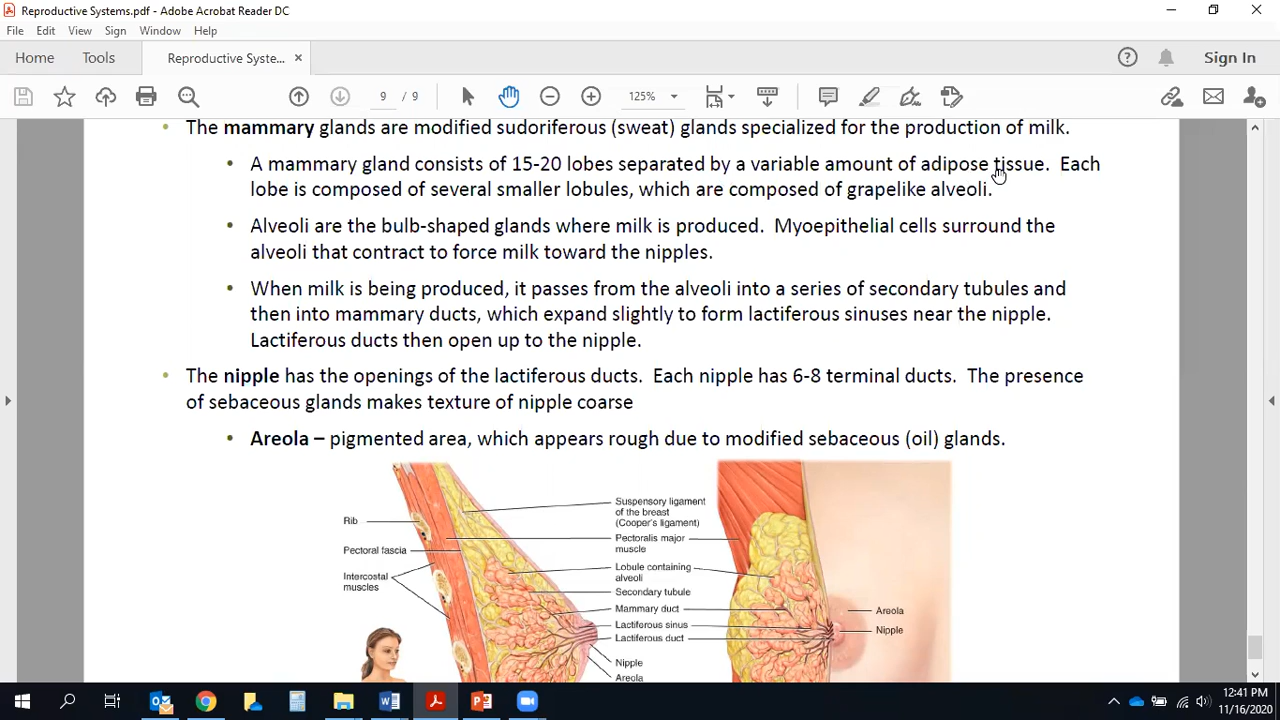 Reproductive Systems.pdf - Adobe Acrobat Reader DC
File Edit View Sign Window Help
Home Tools Reproductive Syste... Sign In
9 / 9 125%
• The mammary glands are modified sudoriferous (sweat) glands specialized for the production of milk.
• A mammary gland consists of 15-20 lobes separated by a variable amount of adipose tissue. Each
lobe is composed of several smaller lobules, which are composed of grapelike alveoli.
• Alveoli are the bulb-shaped glands where milk is produced. Myoepithelial cells surround the
alveoli that contract to force milk toward the nipples.
• When milk is being produced, it passes from the alveoli into a series of secondary tubules and
then into mammary ducts, which expand slightly to form lactiferous sinuses near the nipple.
Lactiferous ducts then open up to the nipple.
• The nipple has the openings of the lactiferous ducts. Each nipple has 6-8 terminal ducts. The presence
of sebaceous glands makes texture of nipple coarse
• Areola – pigmented area, which appears rough due to modified sebaceous (oil) glands.
Rib
Pectoral fascia
Intercostal
muscles
Suspensory ligament
of the breast
(Cooper's ligament)
Pectoralis major
muscle
Lobule containing
alveoli
Secondary tubule
Mammary duct
Lactiferous sinus
Lactiferous duct
Nipple
Areola
Areola
Nipple
12:41 PM
11/16/2020